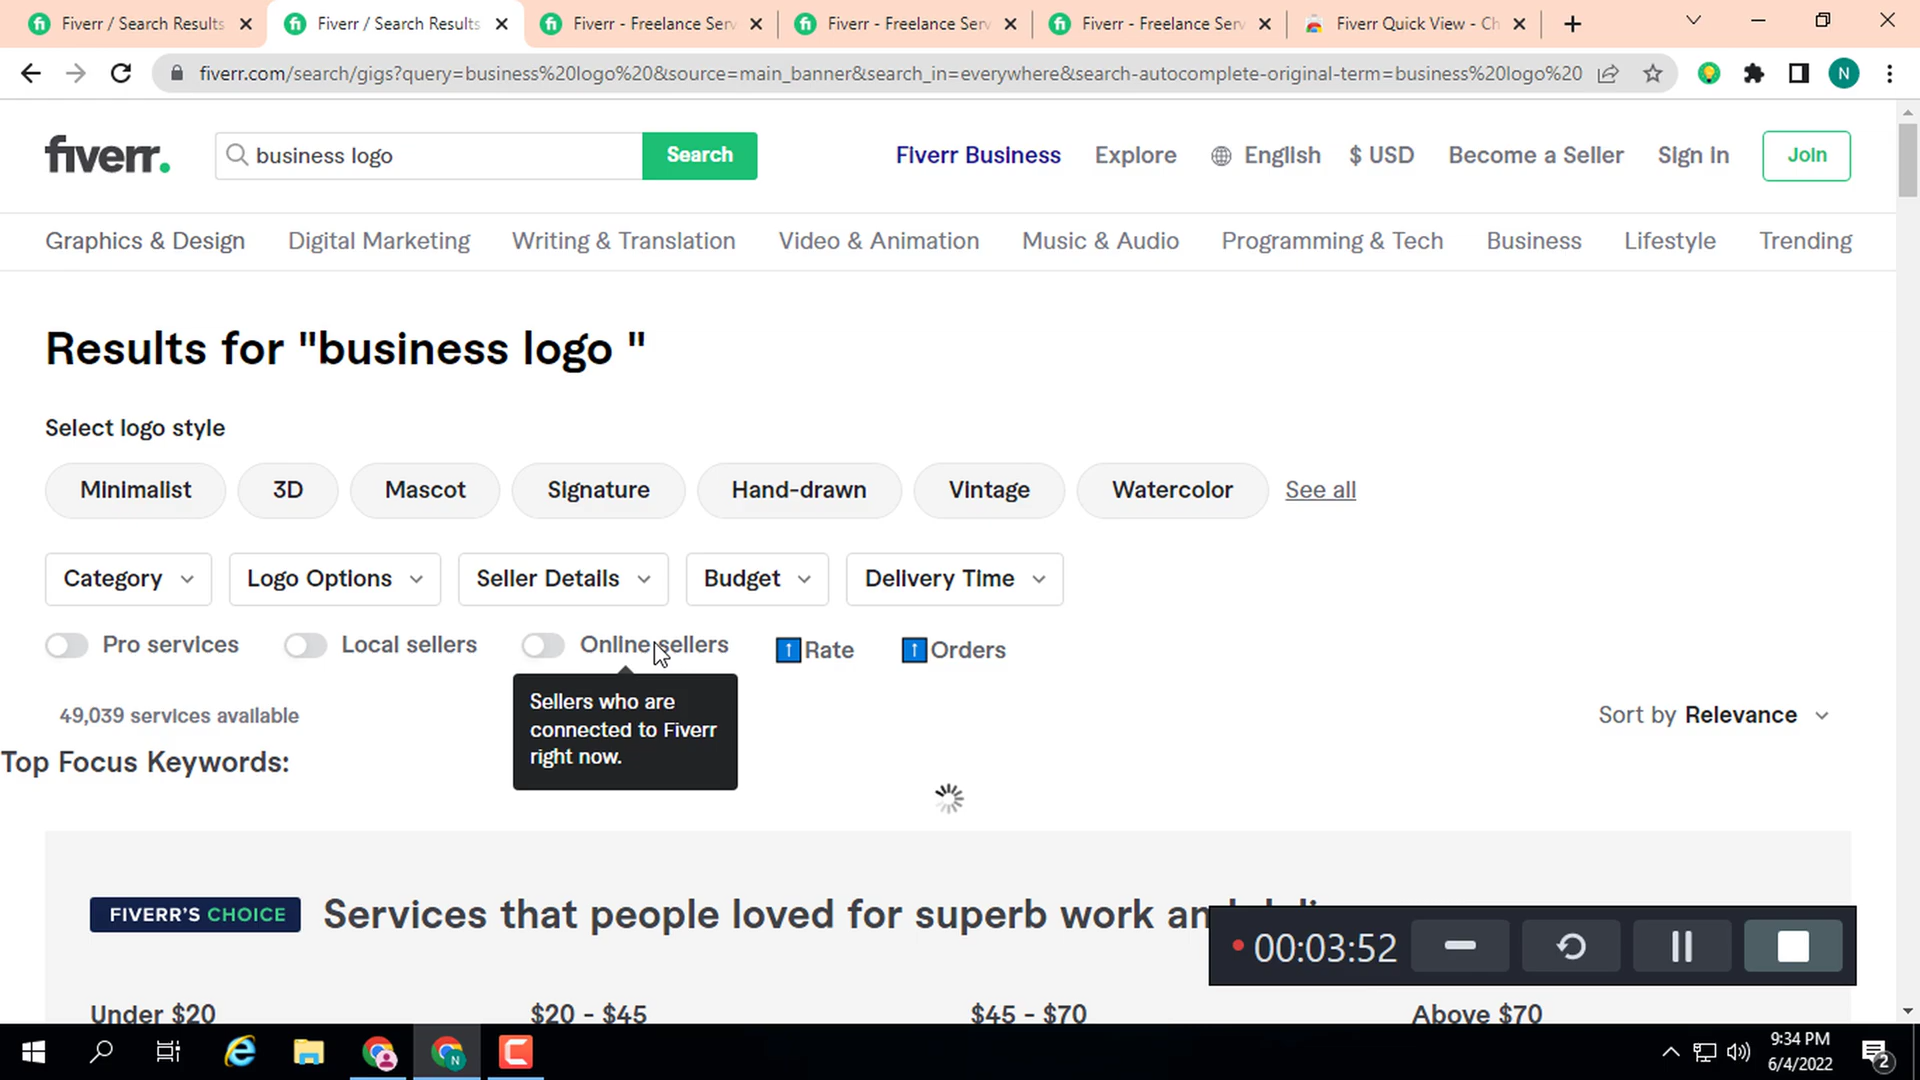 Fiverr / Search Results
Fiverr / Search Results
Fiverr - Freelance Serv
Fiverr - Freelance Serv
Fiverr - Freelance Serv
Fiverr Quick View - Ch
fiverr.com/search/gigs?query=business%20logo%20&source=main_banner&search_in=everywhere&search-autocomplete-original-term=business%20logo%20
N
fiverr.
business logo
Search
Fiverr Business
Explore
English
$ USD
Become a Seller
Sign In
Join
Graphics & Design
Digital Marketing
Writing & Translation
Video & Animation
Music & Audio
Programming & Tech
Business
Lifestyle
Trending
Results for "business logo "
Select logo style
Minimalist
3D
Mascot
Signature
Hand-drawn
Vintage
Watercolor
See all
Category
Logo Options
Seller Details
Budget
Delivery Time
Pro services
Local sellers
Online sellers
Rate
Orders
Sellers who are
connected to Fiverr
right now.
49,039 services available
Sort by Relevance
Top Focus Keywords:
FIVERR'S CHOICE
Services that people loved for superb work
00:03:52
Under $20
$20 - $45
$45 - $70
Above $70
9:34 PM
6/4/2022
2